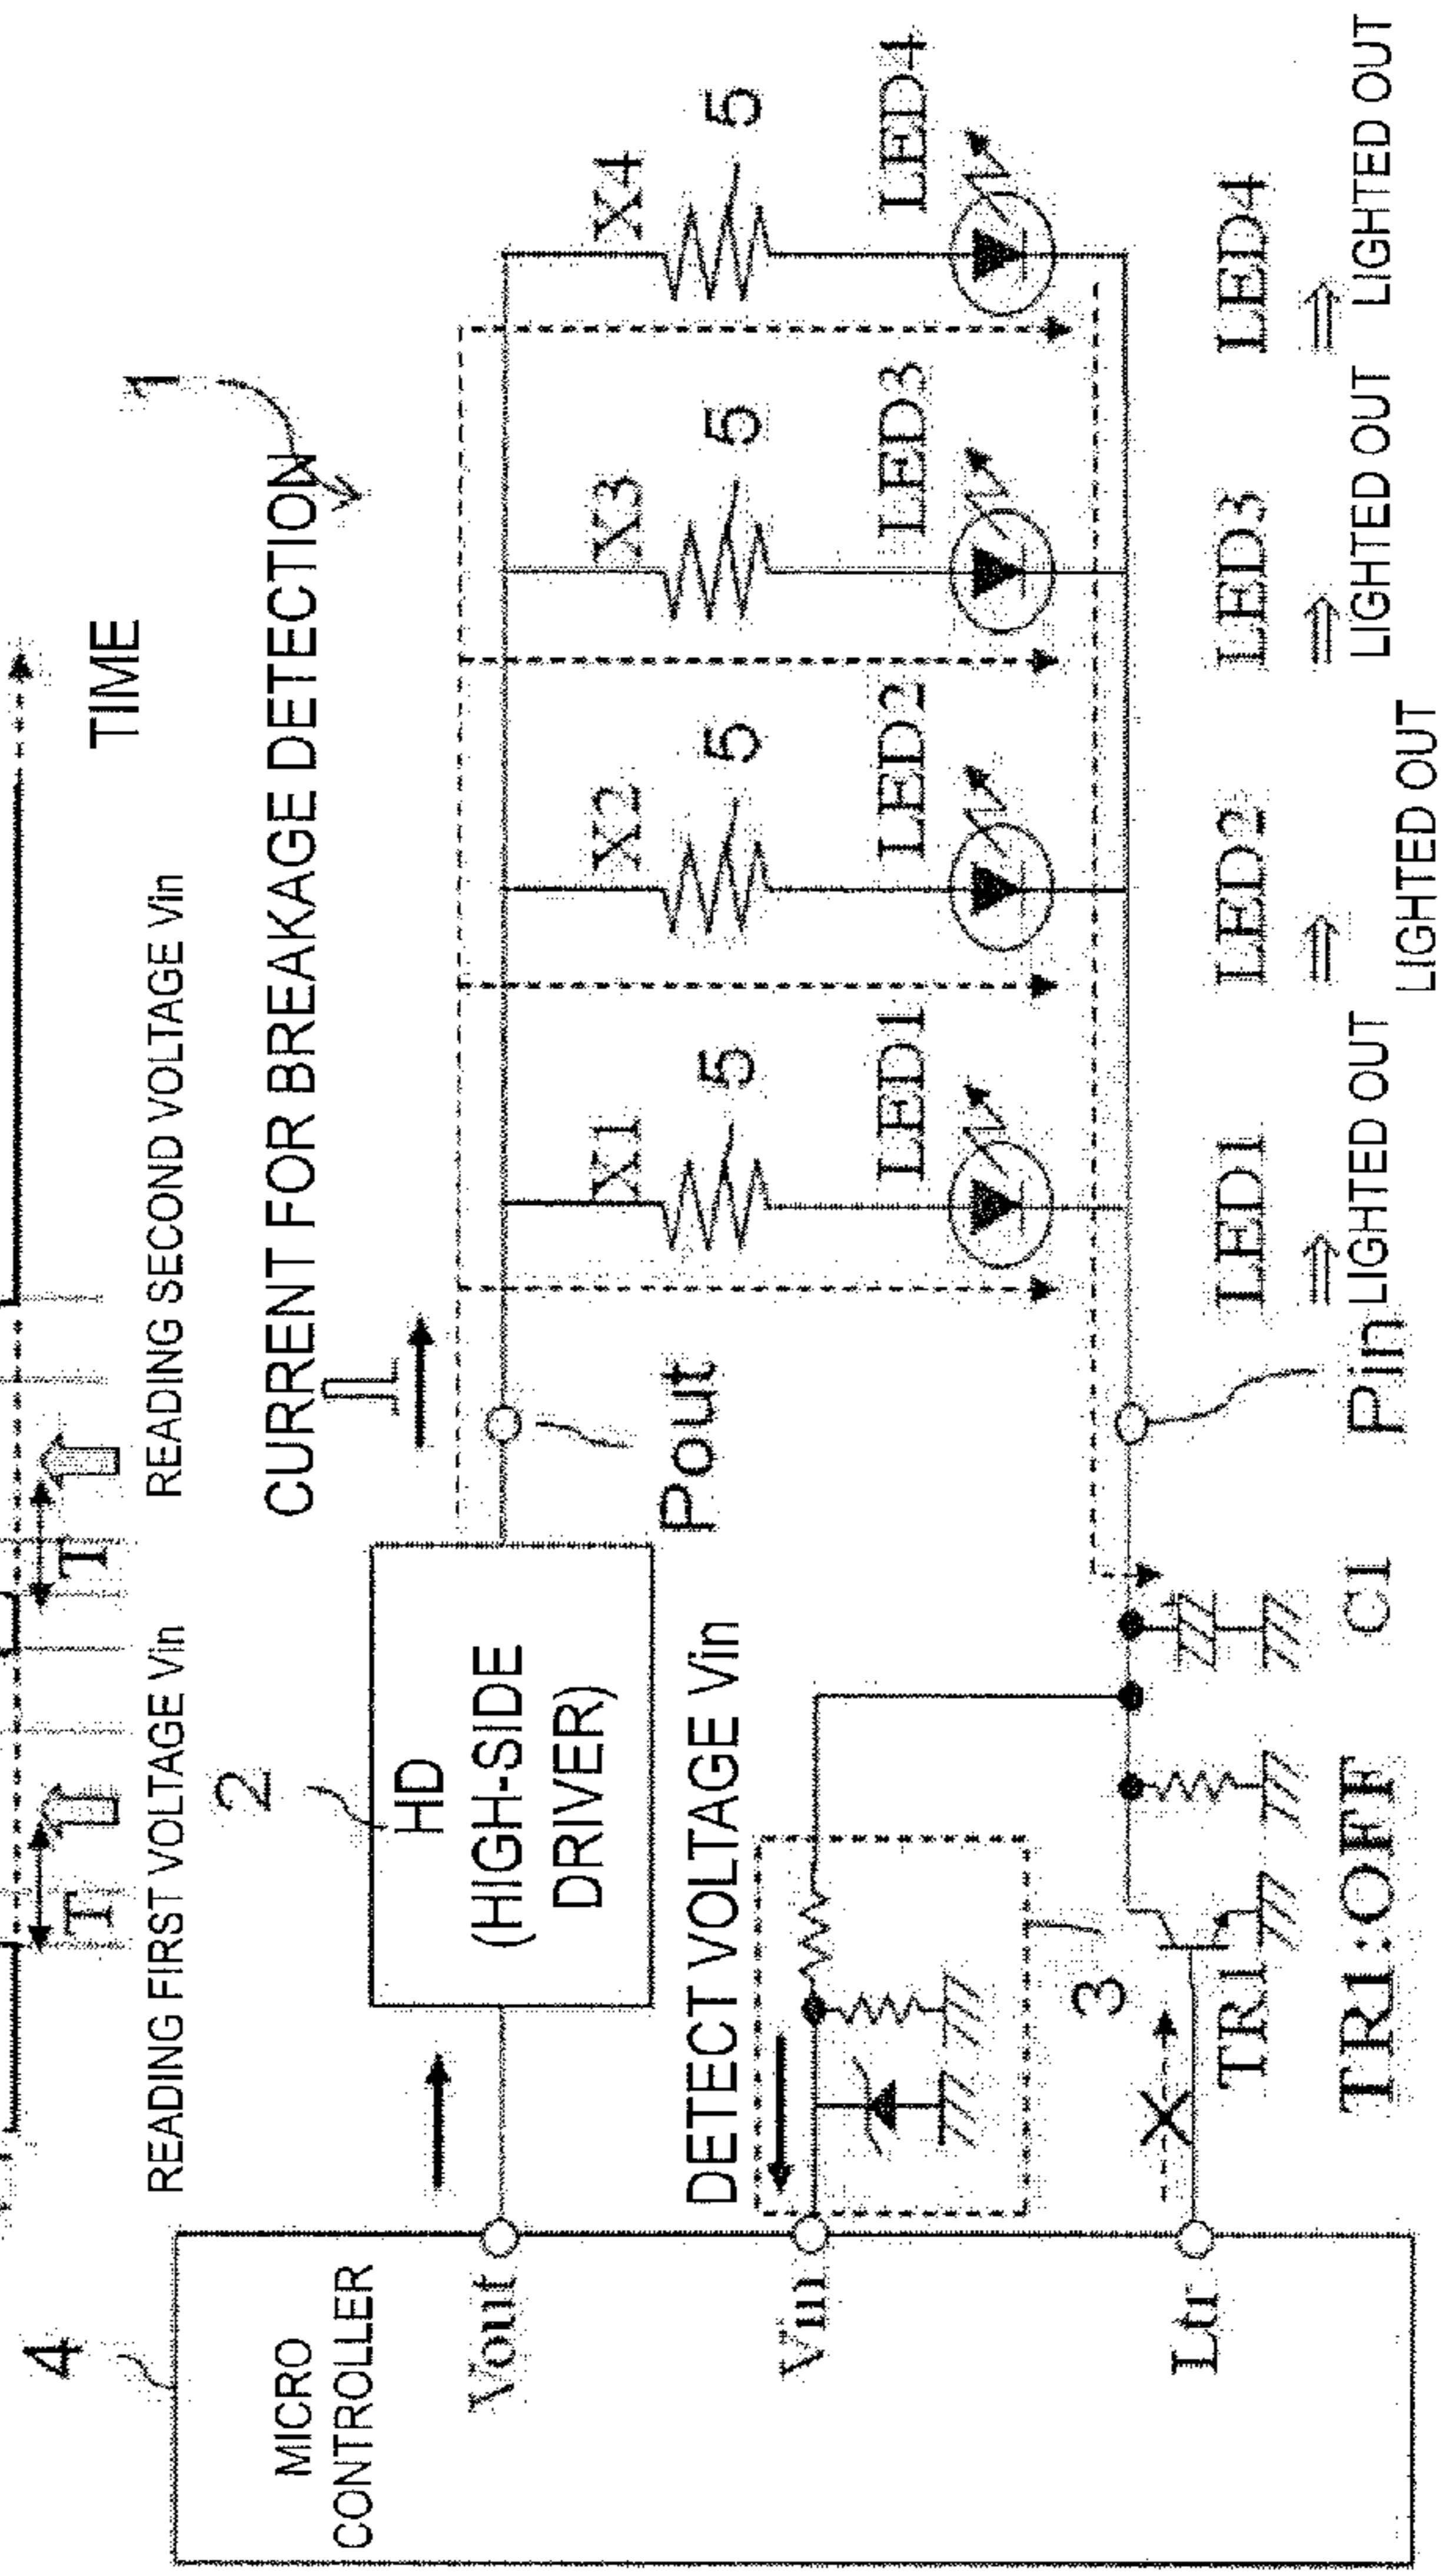 TIME
T
T
READING FIRST VOLTAGE Vin
READING SECOND VOLTAGE Vin
1
CURRENT FOR BREAKAGE DETECTION
4
MICRO
CONTROLLER
2
HD
(HIGH-SIDE
DRIVER)
Vout
Pout
X1
X2
X3
X4
5
5
5
5
DETECT VOLTAGE Vin
LED1
LED2
LED3
LED4
Vin
3
Ltr
TR1
TR1:OFF
C1
Pin
LED1
LED2
LED3
LED4
LIGHTED OUT
LIGHTED OUT
LIGHTED OUT
LIGHTED OUT